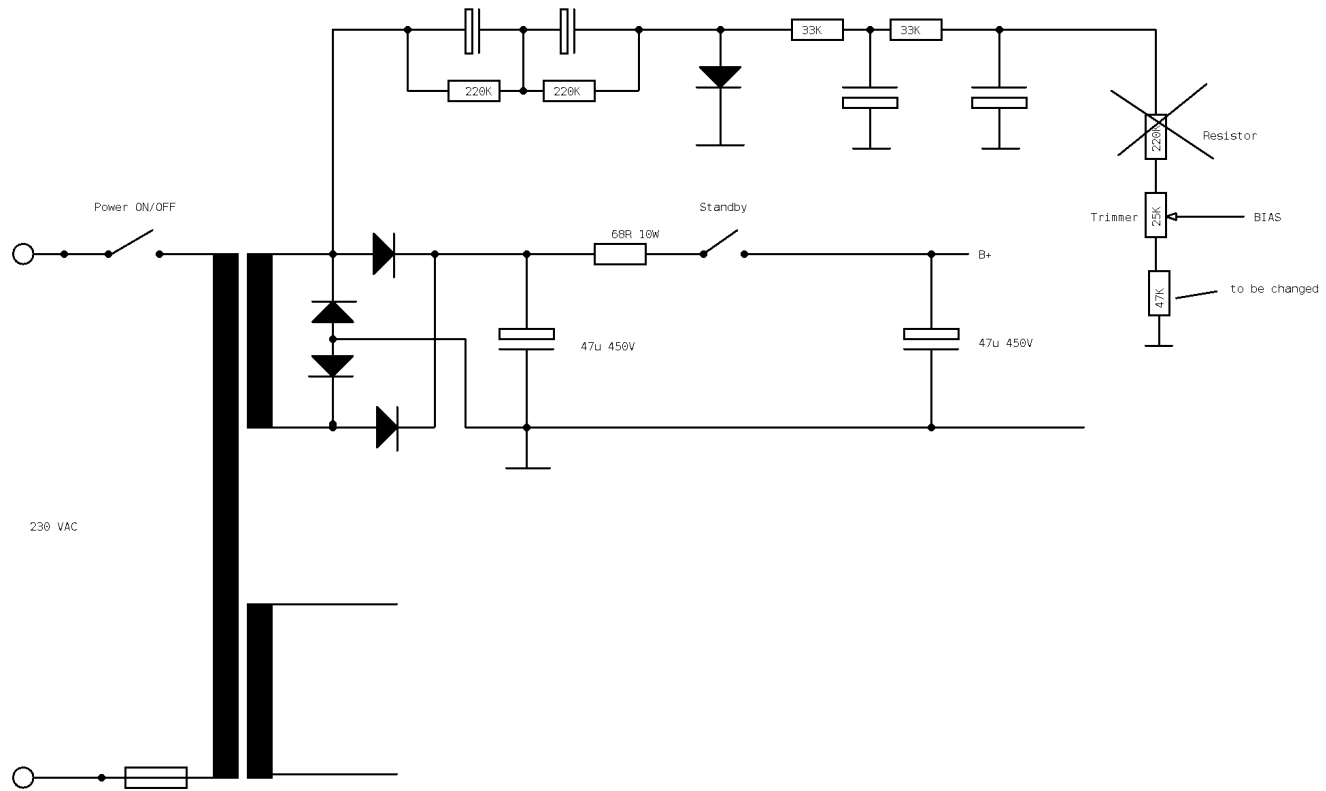 33K
33K
220K
220K
220K
Resistor
Power ON/OFF
Standby
Trimmer
25K
BIAS
68R 10W
B+
47K
to be changed
47u 450V
47u 450V
230 VAC